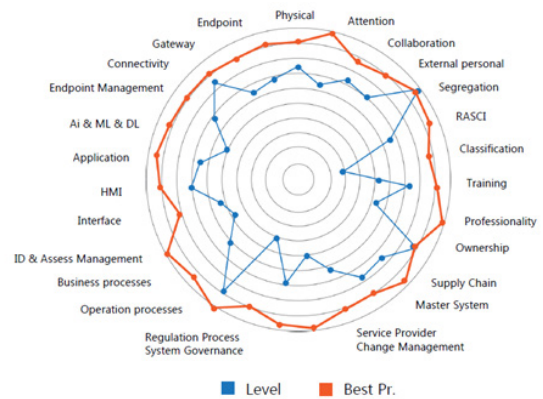 Physical
Attention
Collaboration
External personal
Segregation
RASCI
Classification
Training
Professionality
Ownership
Supply Chain
Master System
Service Provider
Change Management
Regulation Process
System Governance
Operation processes
Business processes
ID & Assess Management
Interface
HMI
Application
Ai & ML & DL
Endpoint Management
Connectivity
Gateway
Endpoint
Level
Best Pr.